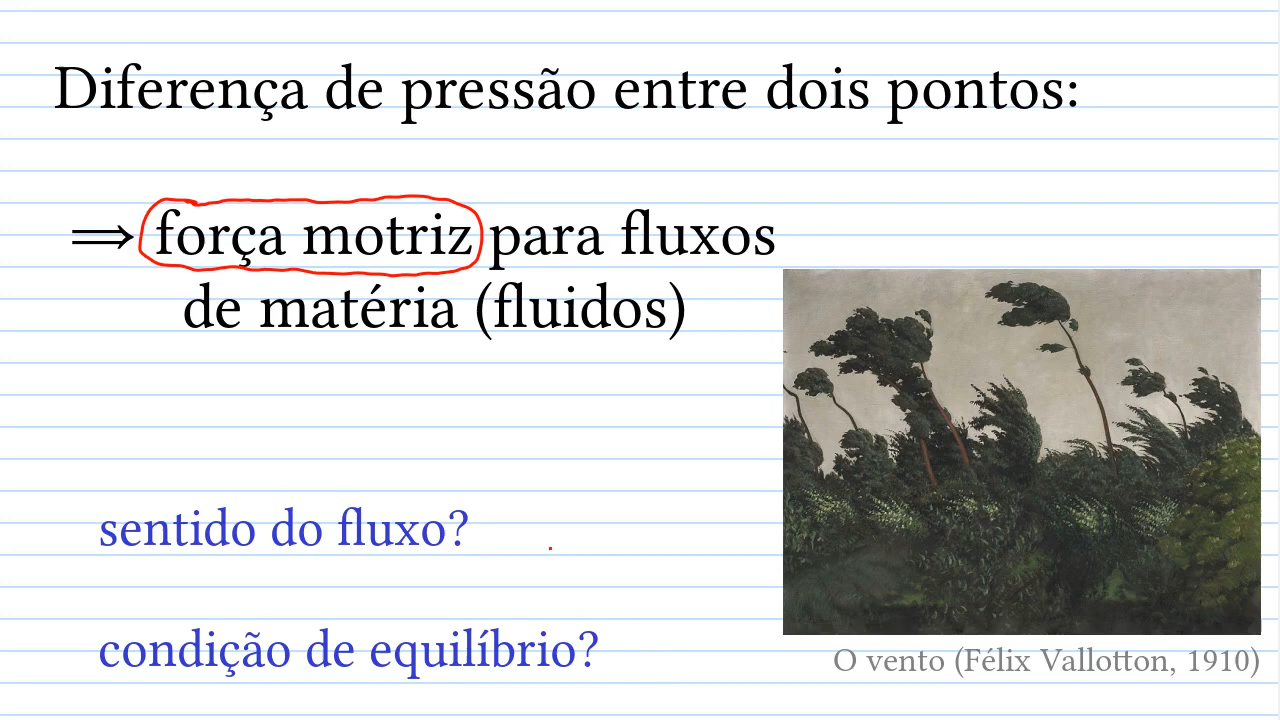 Diferença de pressão entre dois pontos:
⟹ força motriz para fluxos
de matéria (fluidos)
sentido do fluxo?
condição de equilíbrio?
O vento (Félix Vallotton, 1910)